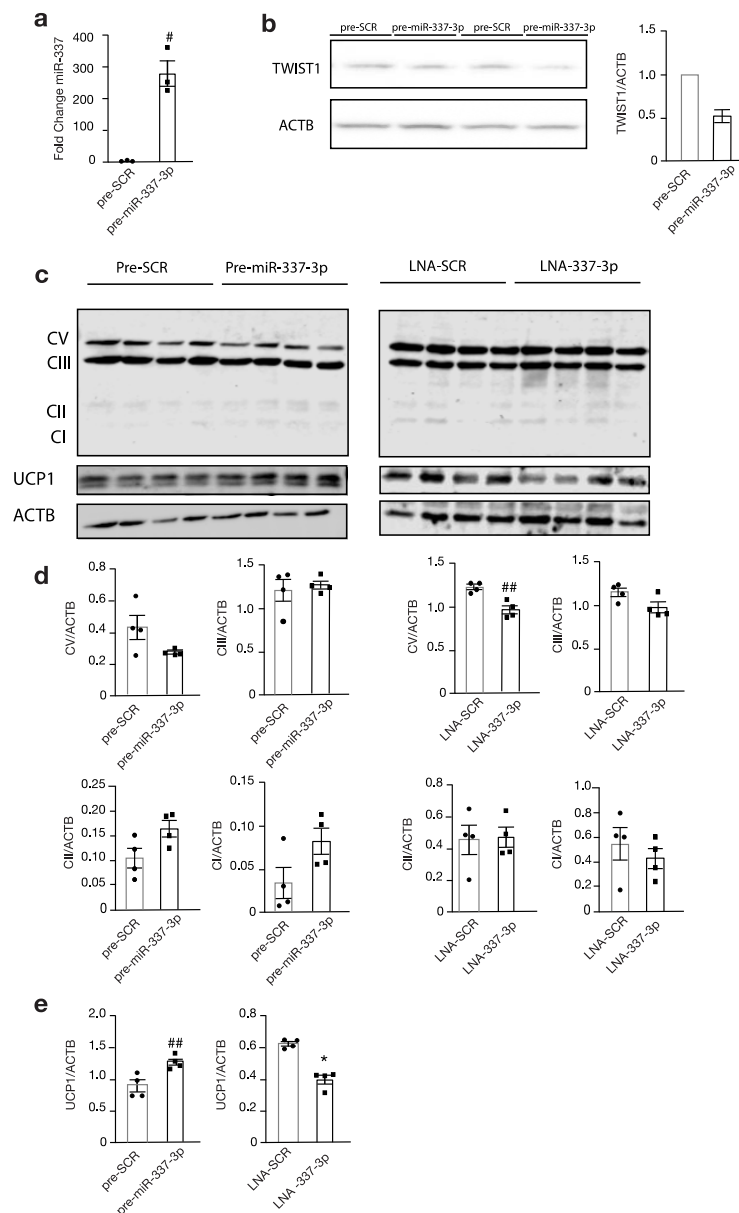 a
Fold Change miR-337
400
300
200
100
0
#
pre-SCR
pre-miR-337-3p
b
pre-SCR pre-miR-337-3p pre-SCR pre-miR-337-3p
TWIST1
ACTB
TWIST1/ACTB
1.5
1.0
0.5
0
pre-SCR
pre-miR-337-3p
c
Pre-SCR Pre-miR-337-3p
LNA-SCR LNA-337-3p
CV
CIII
CII
CI
UCP1
ACTB
d
CV/ACTB
0.8
0.6
0.4
0.2
0
pre-SCR
pre-miR-337-3p
CIII/ACTB
1.5
1.0
0.5
0
pre-SCR
pre-miR-337-3p
CV/ACTB
1.5
1.0
0.5
0
##
LNA-SCR
LNA-337-3p
CIII/ACTB
1.5
1.0
0.5
0
LNA-SCR
LNA-337-3p
CII/ACTB
0.25
0.20
0.15
0.10
0.05
0
pre-SCR
pre-miR-337-3p
CI/ACTB
0.15
0.10
0.05
0
pre-SCR
pre-miR-337-3p
CII/ACTB
0.8
0.6
0.4
0.2
0
LNA-SCR
LNA-337-3p
CI/ACTB
1.0
0.8
0.6
0.4
0.2
0
LNA-SCR
LNA-337-3p
e
UCP1/ACTB
2.0
1.5
1.0
0.5
0
##
pre-SCR
pre-miR-337-3p
UCP1/ACTB
0.8
0.6
0.4
0.2
0
*
LNA-SCR
LNA -337-3p